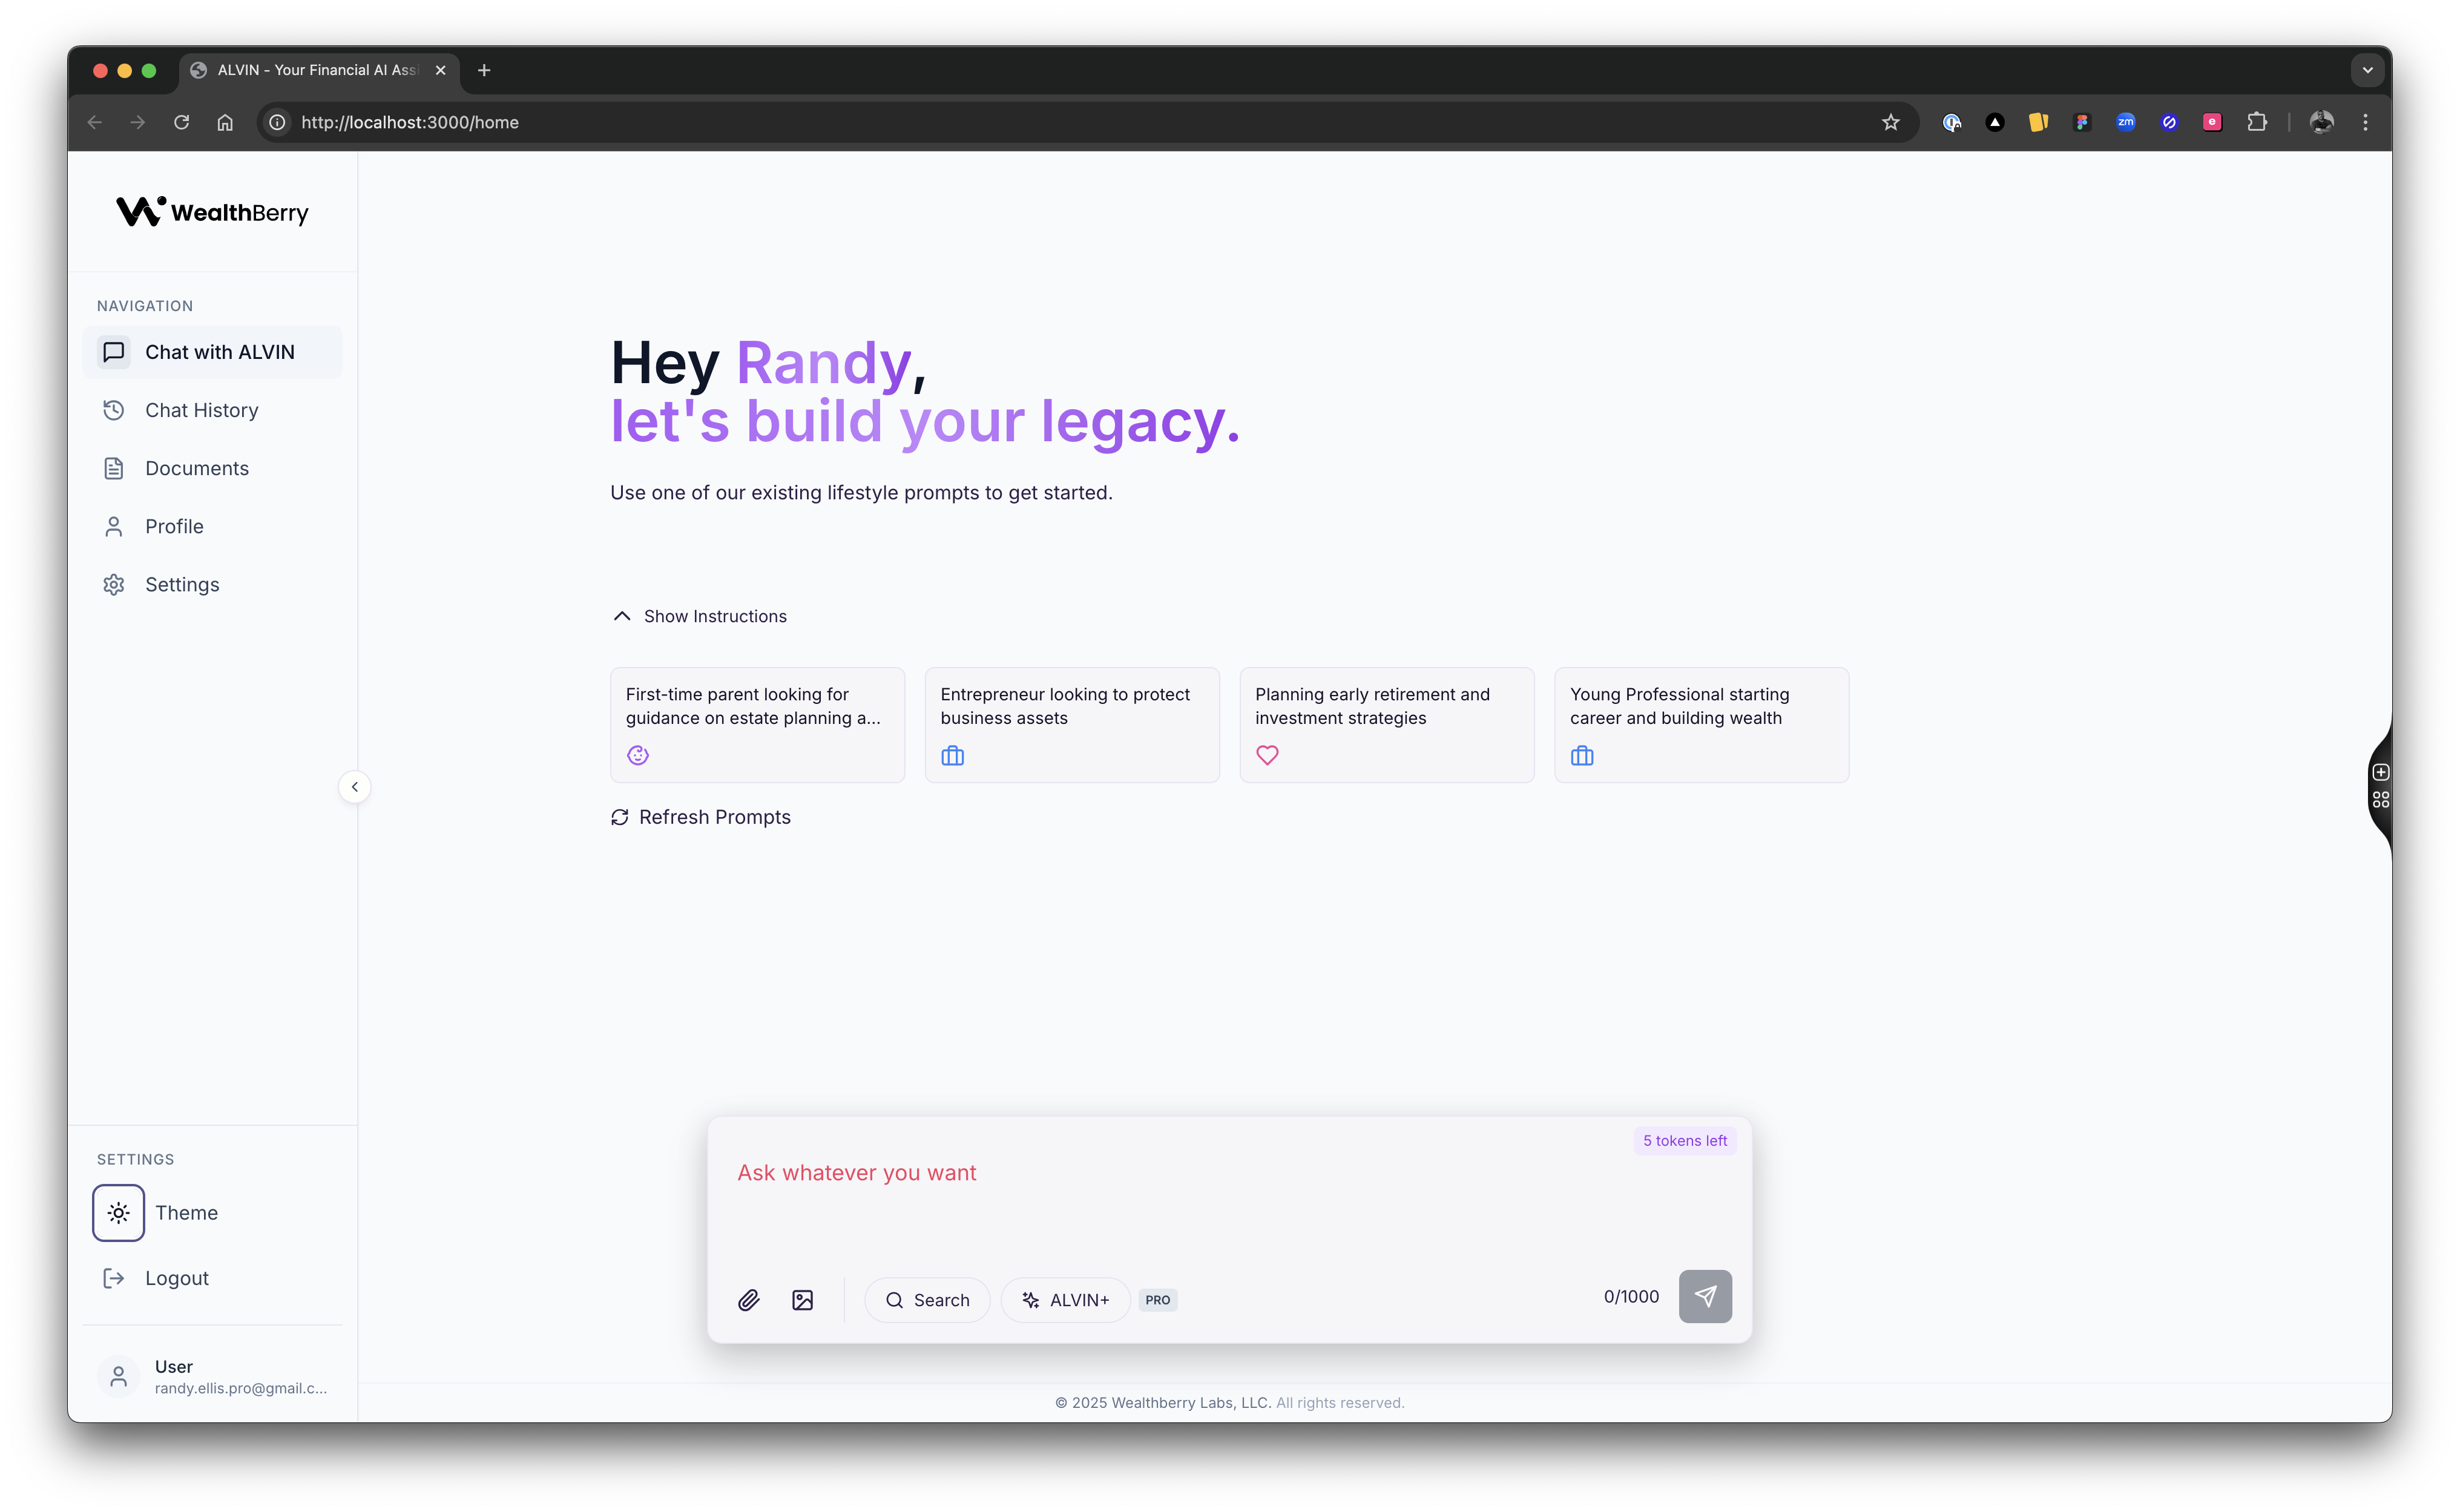 ALVIN - Your Financial AI Assi
http://localhost:3000/home
zm
e
WealthBerry
NAVIGATION
Chat with ALVIN
Chat History
Documents
Profile
Settings
Hey Randy,
let's build your legacy.
Use one of our existing lifestyle prompts to get started.
Show Instructions
First-time parent looking for
guidance on estate planning a...
Entrepreneur looking to protect
business assets
Planning early retirement and
investment strategies
Young Professional starting
career and building wealth
Refresh Prompts
5 tokens left
Ask whatever you want
Search
ALVIN+
PRO
0/1000
SETTINGS
Theme
Logout
User
randy.ellis.pro@gmail.c...
© 2025 Wealthberry Labs, LLC. All rights reserved.